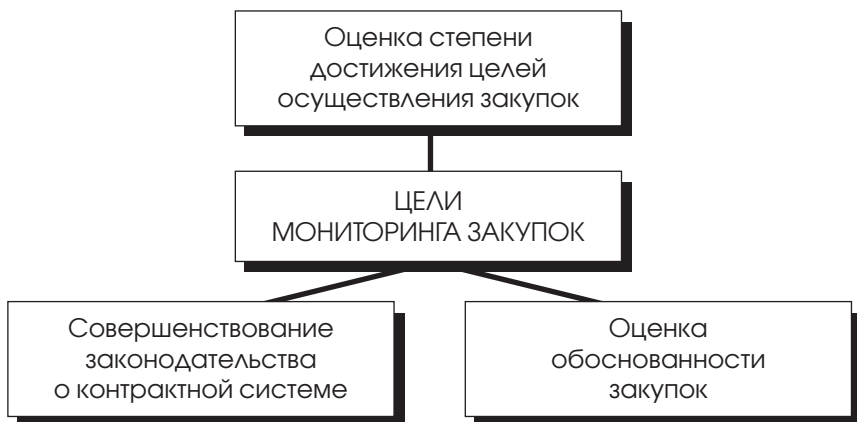 Оценка степени
достижения целей
осуществления закупок
ЦЕЛИ
МОНИТОРИНГА ЗАКУПОК
Совершенствование
законодательства
о контрактной системе
Оценка
обоснованности
закупок